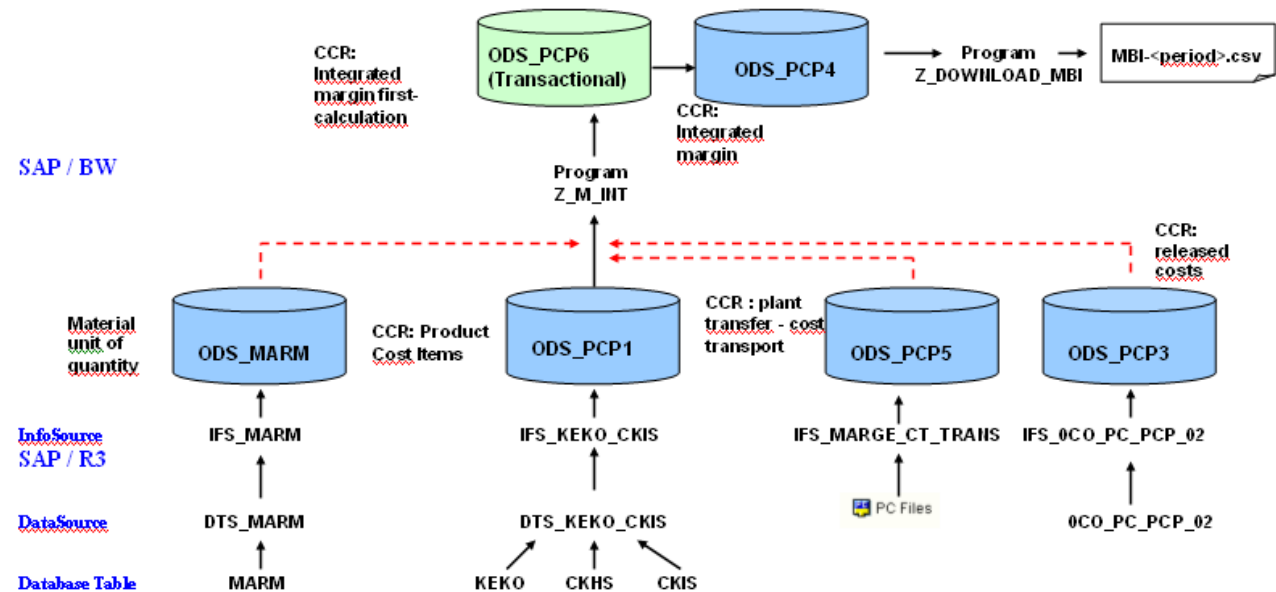 CCR:
Integrated
margin first-
calculation
ODS_PCP6
(Transactional)
ODS_PCP4
Program
Z_DOWNLOAD_MBI
MBI-<period>.csv
CCR:
Integrated
margin
SAP / BW
Program
Z_M_INT
CCR:
released
costs
Material
unit of
quantity
ODS_MARM
CCR: Product
Cost Items
ODS_PCP1
CCR : plant
transfer - cost
transport
ODS_PCP5
ODS_PCP3
InfoSource
IFS_MARM
IFS_KEKO_CKIS
IFS_MARGE_CT_TRANS
IFS_0CO_PC_PCP_02
SAP / R3
PC Files
DataSource
DTS_MARM
DTS_KEKO_CKIS
0CO_PC_PCP_02
Database Table
MARM
KEKO
CKHS
CKIS